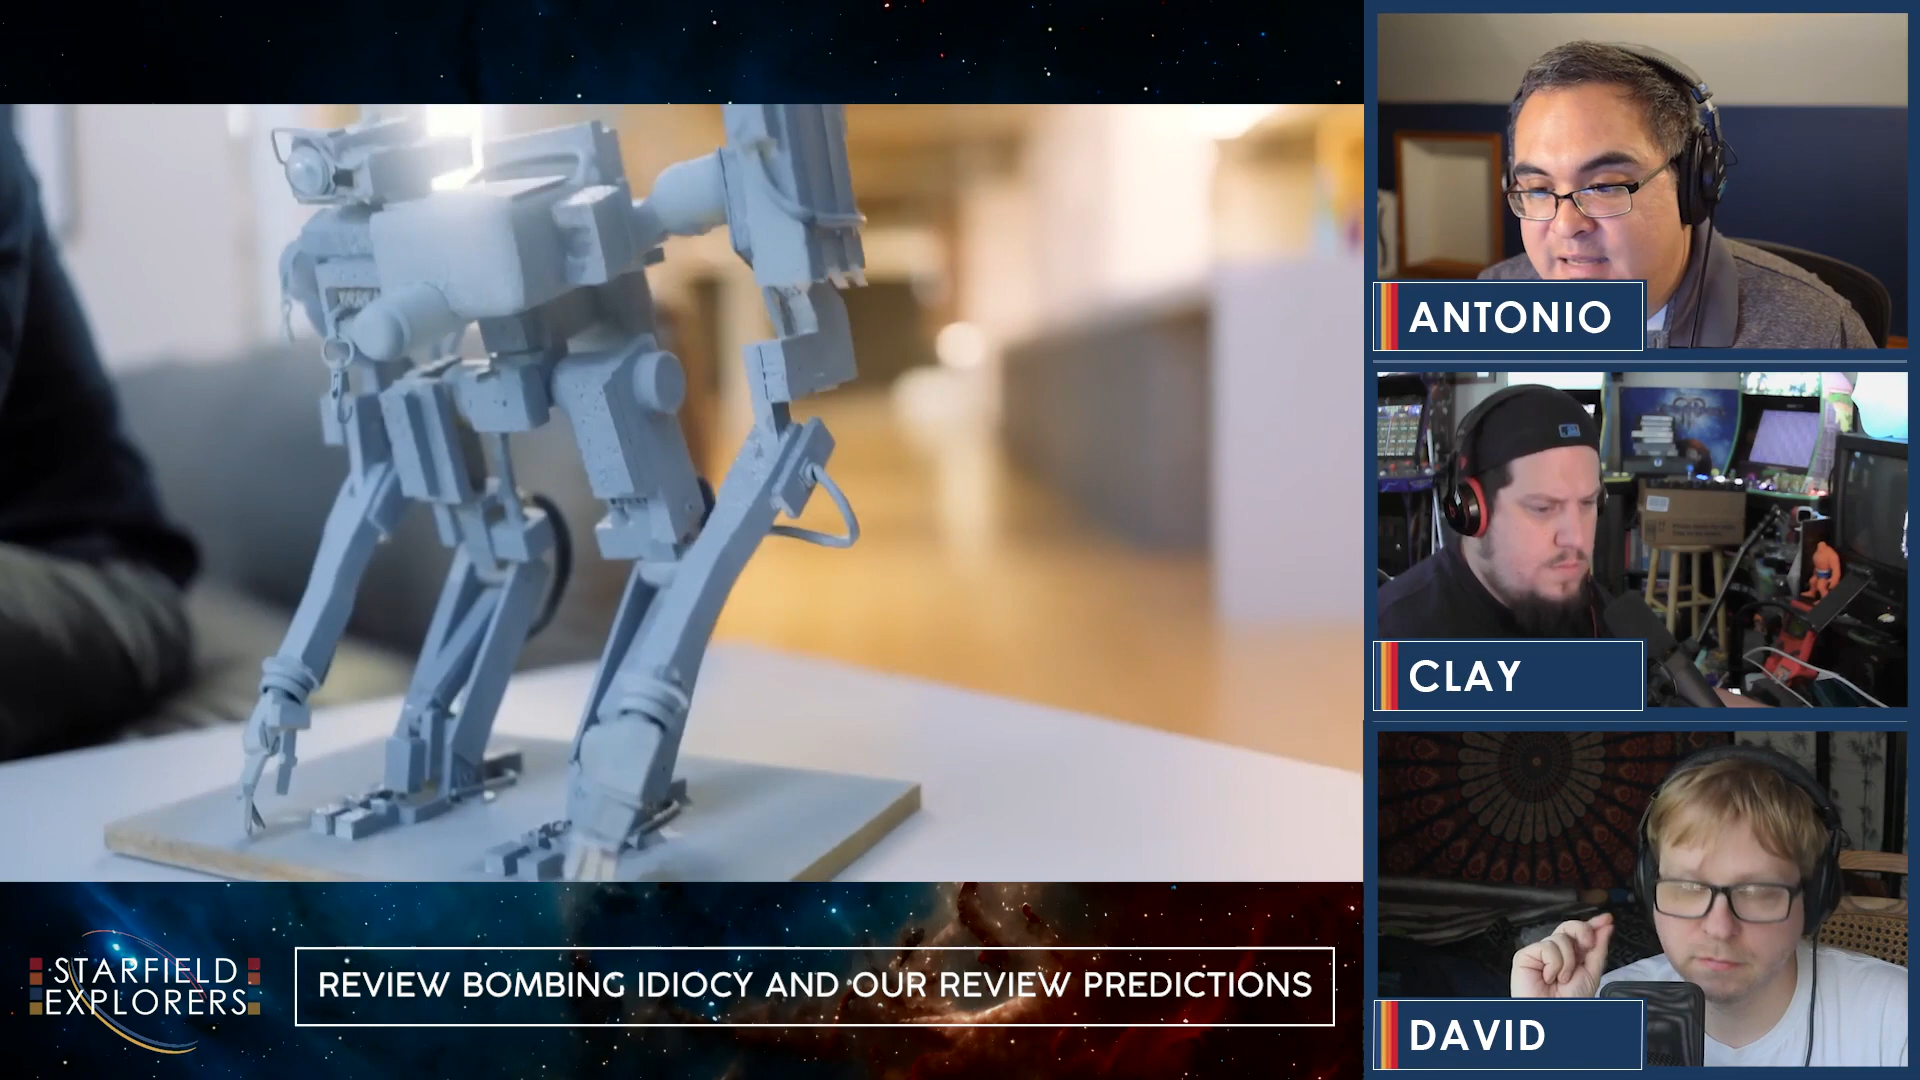 ANTONIO
CLAY
DAVID
STARFIELD
EXPLORERS
REVIEW BOMBING IDIOCY AND OUR REVIEW PREDICTIONS